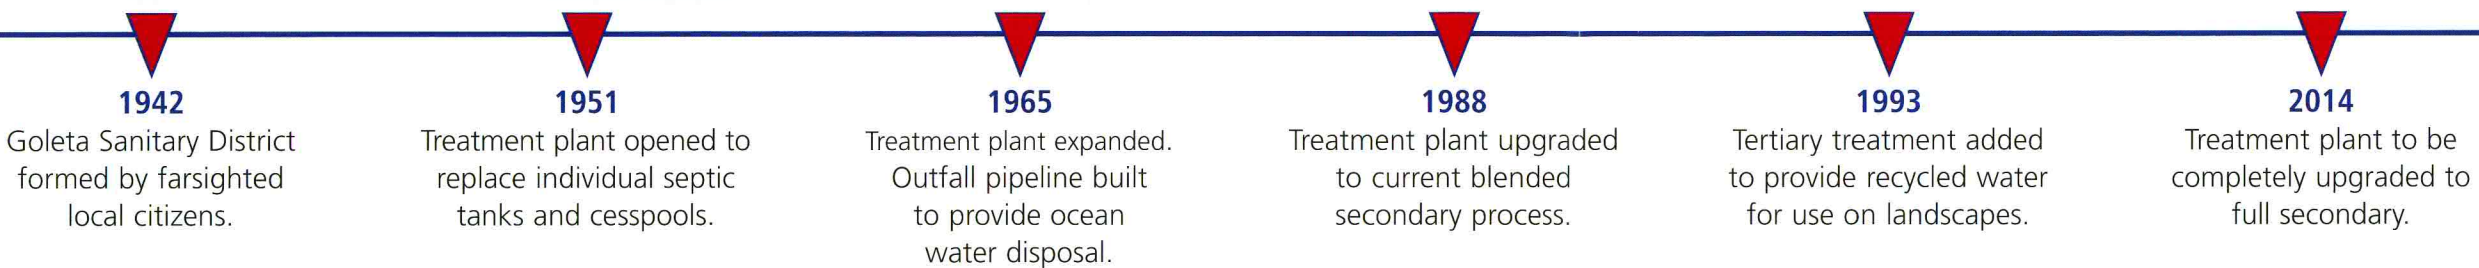 1942
Goleta Sanitary District
formed by farsighted
local citizens.
1951
Treatment plant opened to
replace individual septic
tanks and cesspools.
1965
Treatment plant expanded.
Outfall pipeline built
to provide ocean
water disposal.
1988
Treatment plant upgraded
to current blended
secondary process.
1993
Tertiary treatment added
to provide recycled water
for use on landscapes.
2014
Treatment plant to be
completely upgraded to
full secondary.